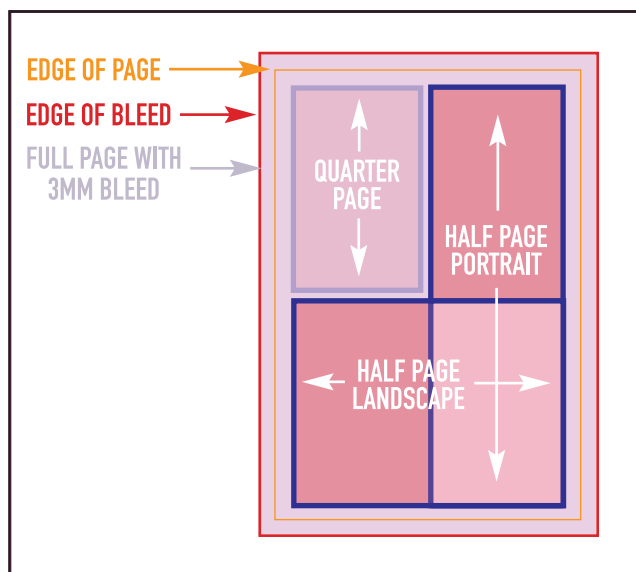 EDGE OF PAGE
EDGE OF BLEED
FULL PAGE WITH
3MM BLEED
QUARTER
PAGE
HALF PAGE
PORTRAIT
HALF PAGE
LANDSCAPE